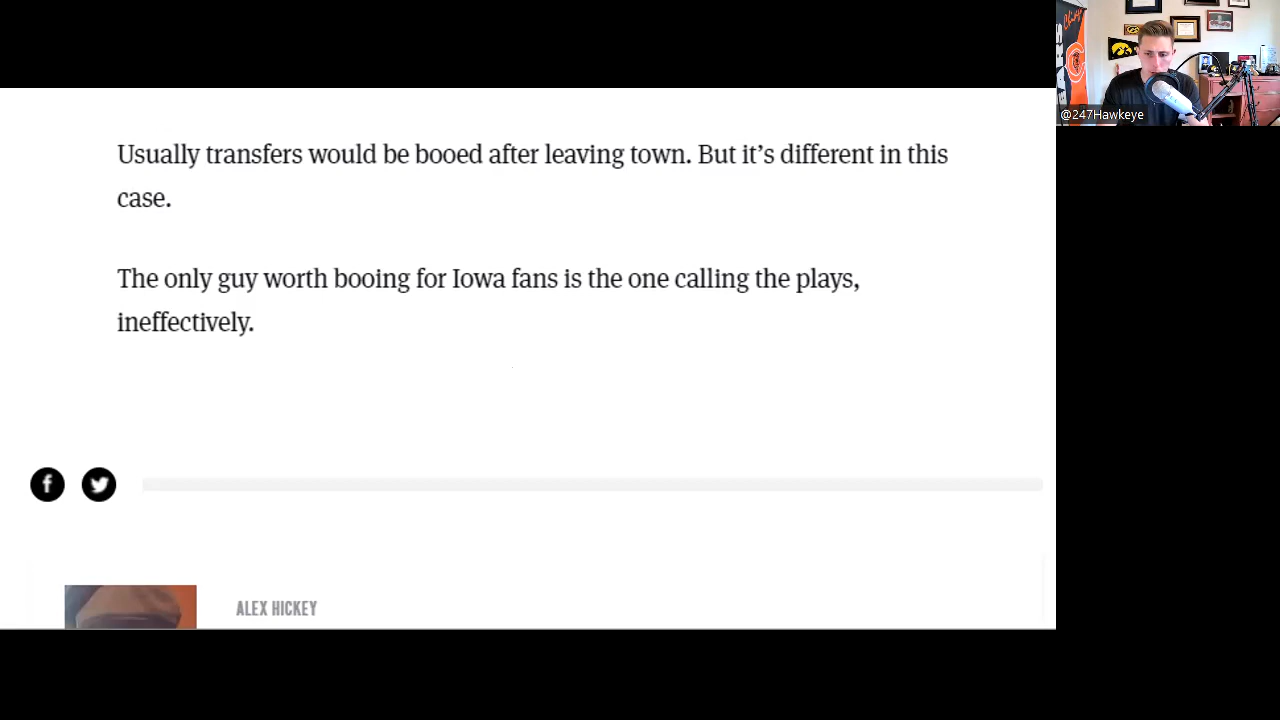 Usually transfers would be booed after leaving town. But it’s different in this
case.
The only guy worth booing for Iowa fans is the one calling the plays,
ineffectively.
ALEX HICKEY
@247Hawkeye